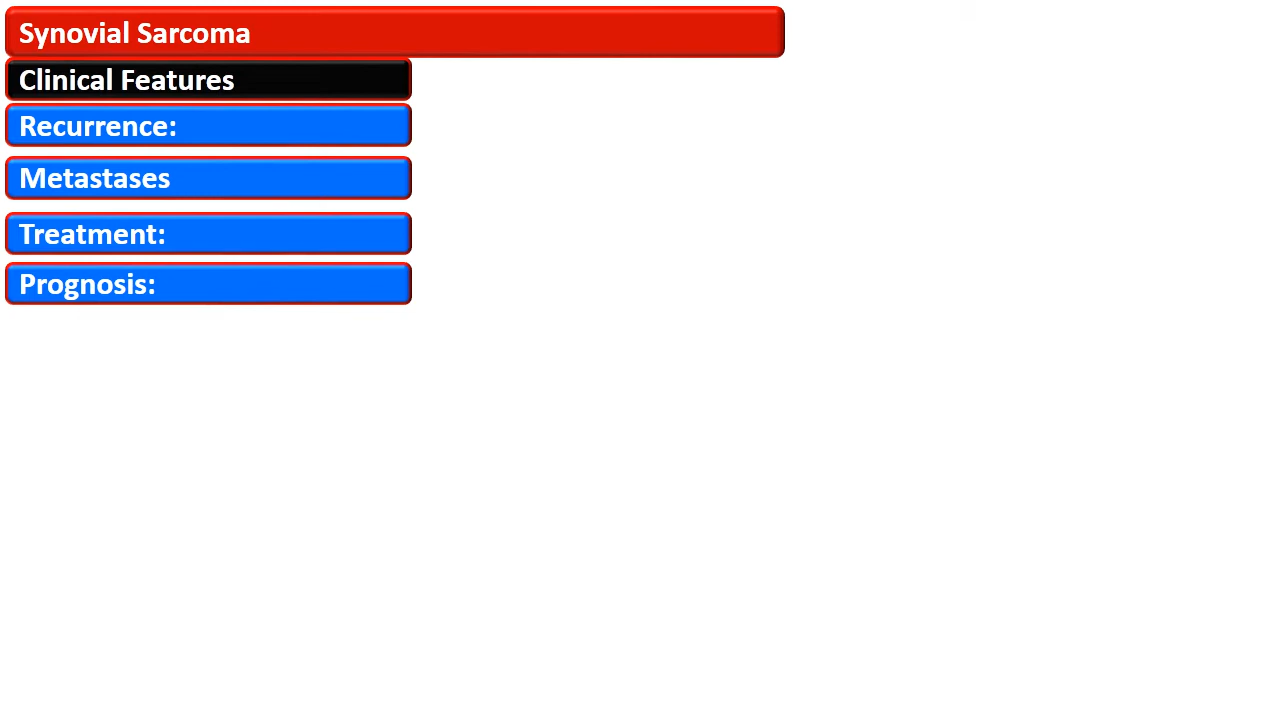 Synovial Sarcoma
Clinical Features
Recurrence:
Metastases
Treatment:
Prognosis: